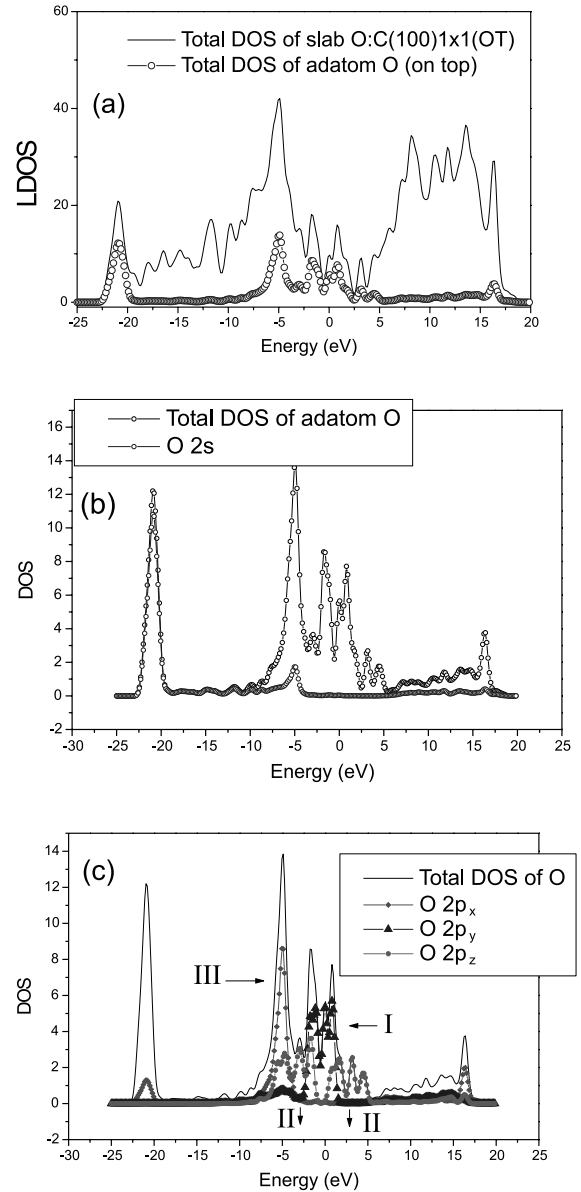 60
Total DOS of slab O:C(100)1x1(OT)
Total DOS of adatom O (on top)
(a)
40
LDOS
20
0
-25 -20 -15 -10 -5 0 5 10 15 20
Energy (eV)
Total DOS of adatom O
O 2s
16
14
(b)
12
10
8
DOS
6
4
2
0
-2
-30 -25 -20 -15 -10 -5 0 5 10 15 20 25
Energy (eV)
14
(c)
Total DOS of O
12
O 2px
10
O 2py
O 2pz
8
III
DOS
6
I
4
2
0
II II
-2
-4
-30 -25 -20 -15 -10 -5 0 5 10 15 20 25
Energy (eV)